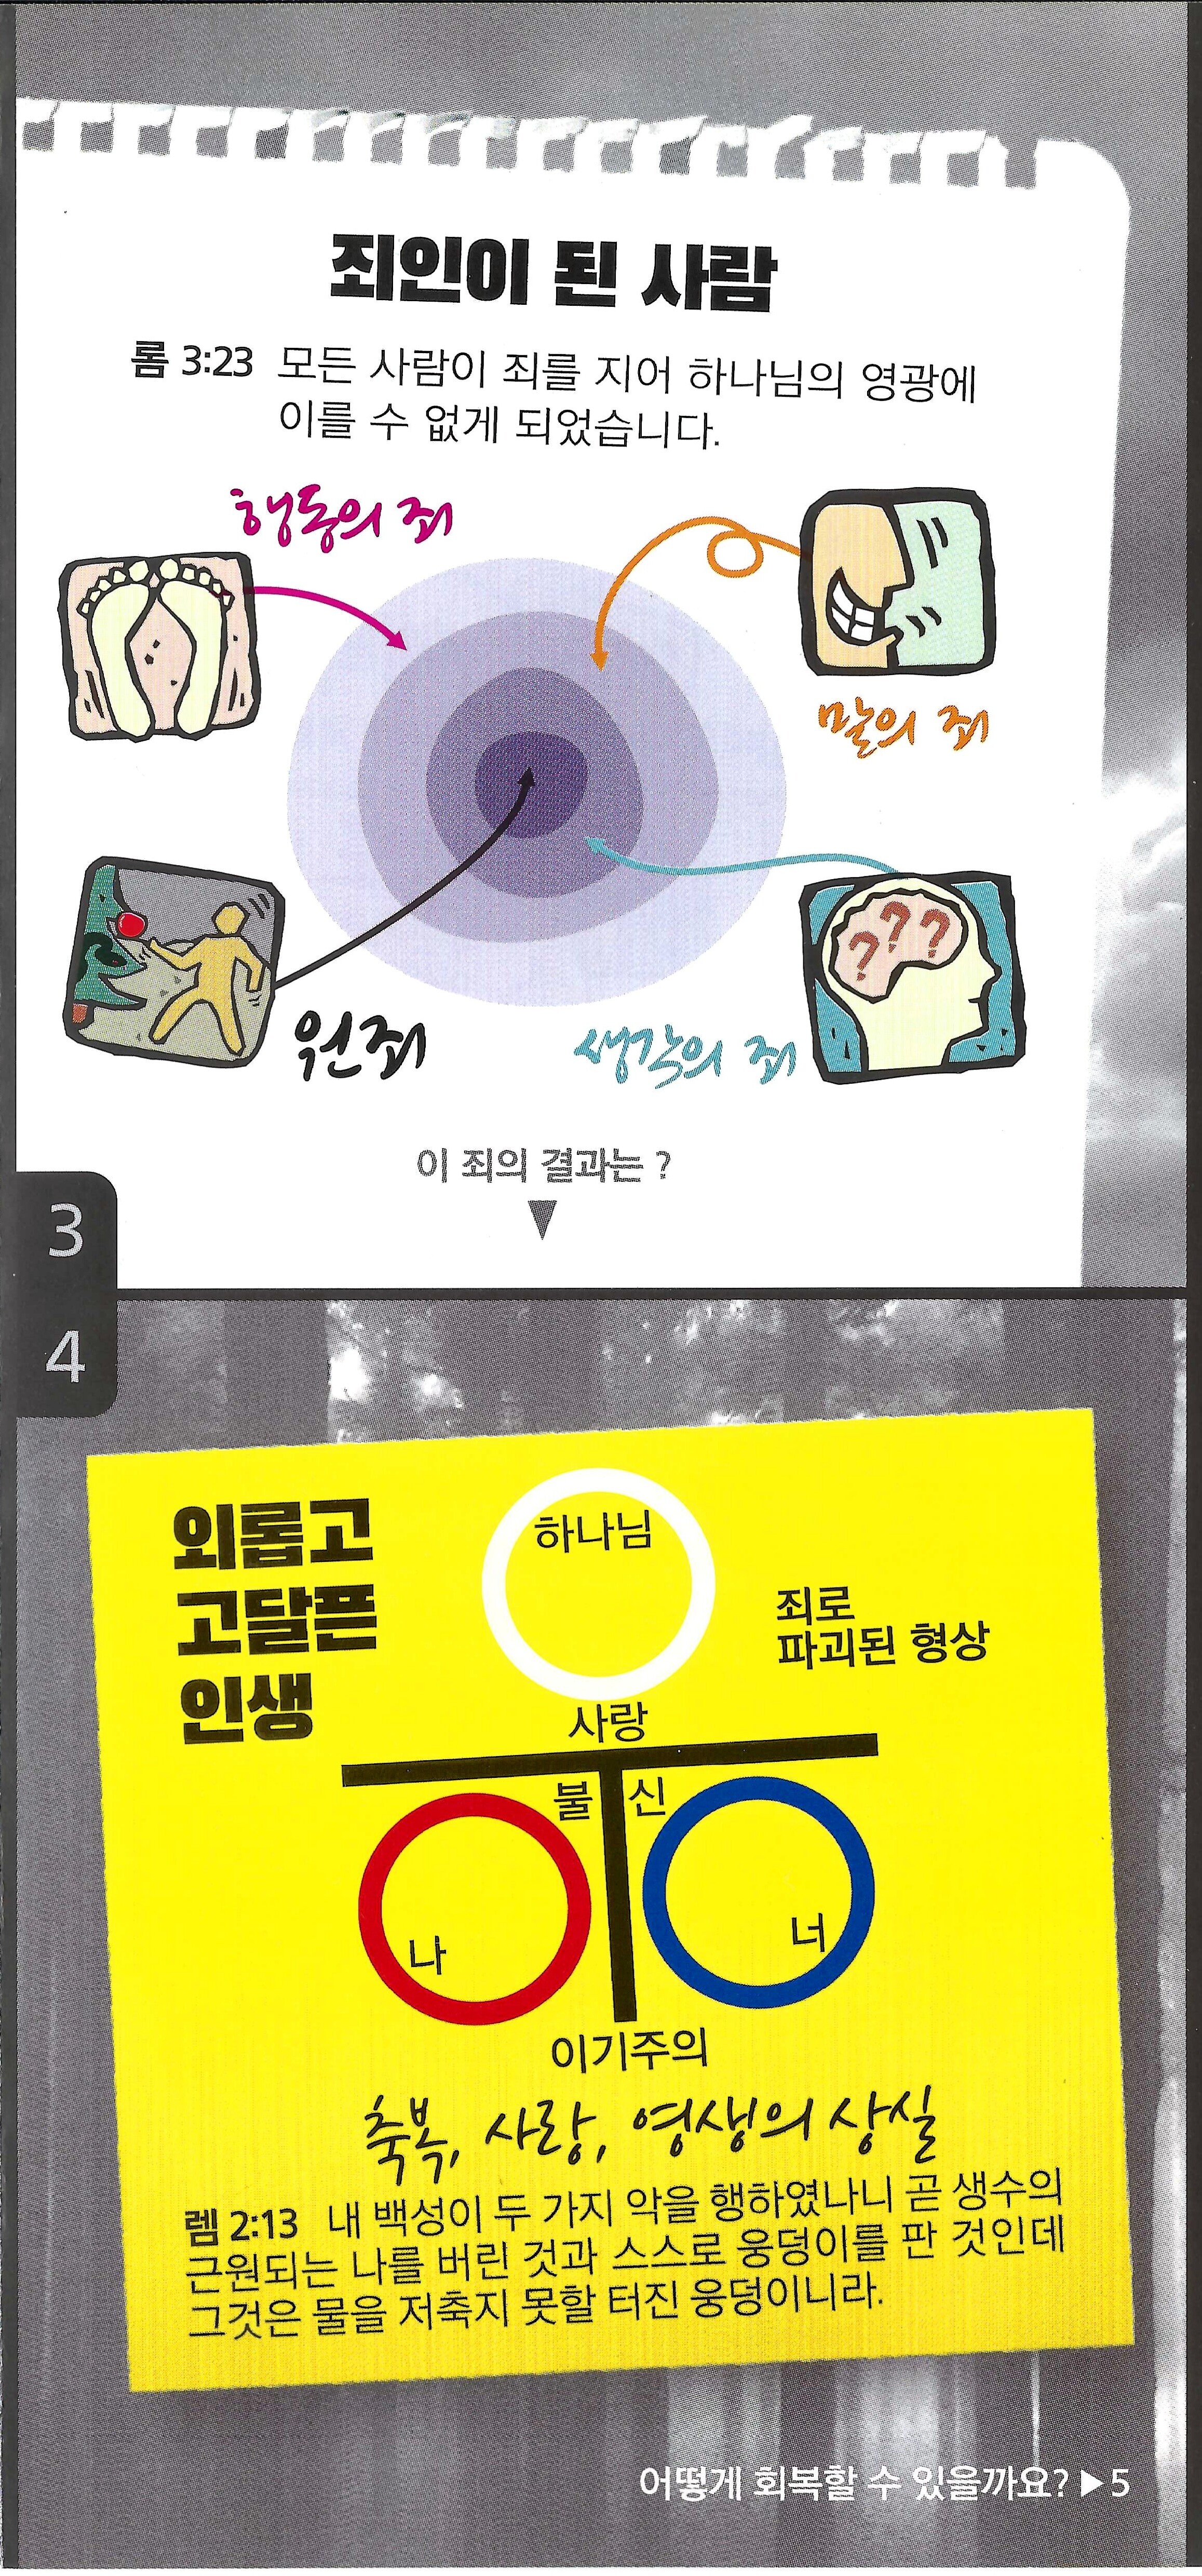 죄인이 된 사람
롬 3:23 모든 사람이 죄를 지어 하나님의 영광에
이를 수 없게 되었습니다.
행동의 죄
말의 죄
? ? ?
원죄
생각의 죄
이 죄의 결과는 ?
▼
3
4
외롭고
고달픈
인생
하나님
죄로
파괴된 형상
사랑
불 신
나
너
이기주의
축복, 사랑, 영생의 상실
렘 2:13 내 백성이 두 가지 악을 행하였나니 곧 생수의
근원되는 나를 버린 것과 스스로 웅덩이를 판 것인데
그것은 물을 저축지 못할 터진 웅덩이니라.
어떻게 회복할 수 있을까요? ▶ 5